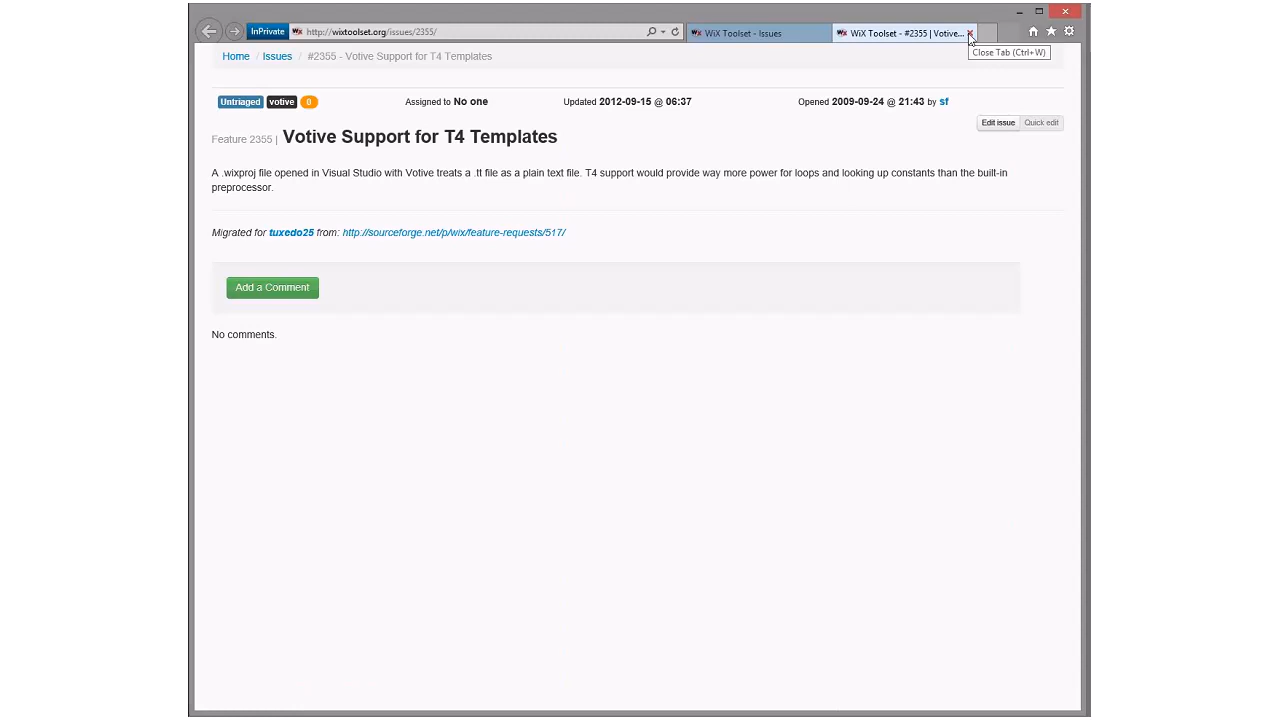 InPrivate http://wixtoolset.org/issues/2355/ WiX Toolset - Issues WiX Toolset - #2355 | Votive...
Close Tab (Ctrl+W)
Home / Issues / #2355 - Votive Support for T4 Templates
Untriaged votive 0 Assigned to No one Updated 2012-09-15 @ 06:37 Opened 2009-09-24 @ 21:43 by sf
Edit issue Quick edit
Feature 2355 | Votive Support for T4 Templates
A .wixproj file opened in Visual Studio with Votive treats a .tt file as a plain text file. T4 support would provide way more power for loops and looking up constants than the built-in
preprocessor.
Migrated for tuxedo25 from: http://sourceforge.net/p/wix/feature-requests/517/
Add a Comment
No comments.